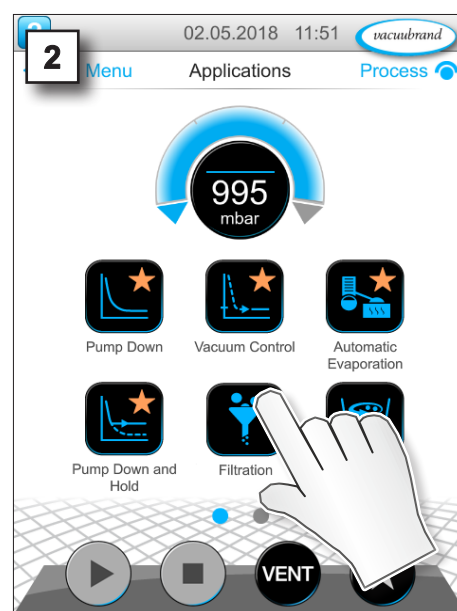 02.05.2018 11:51 vacuubrand
2
Menu Applications Process
995
mbar
Pump Down Vacuum Control Automatic
Evaporation
Pump Down and
Hold
Filtration
VENT